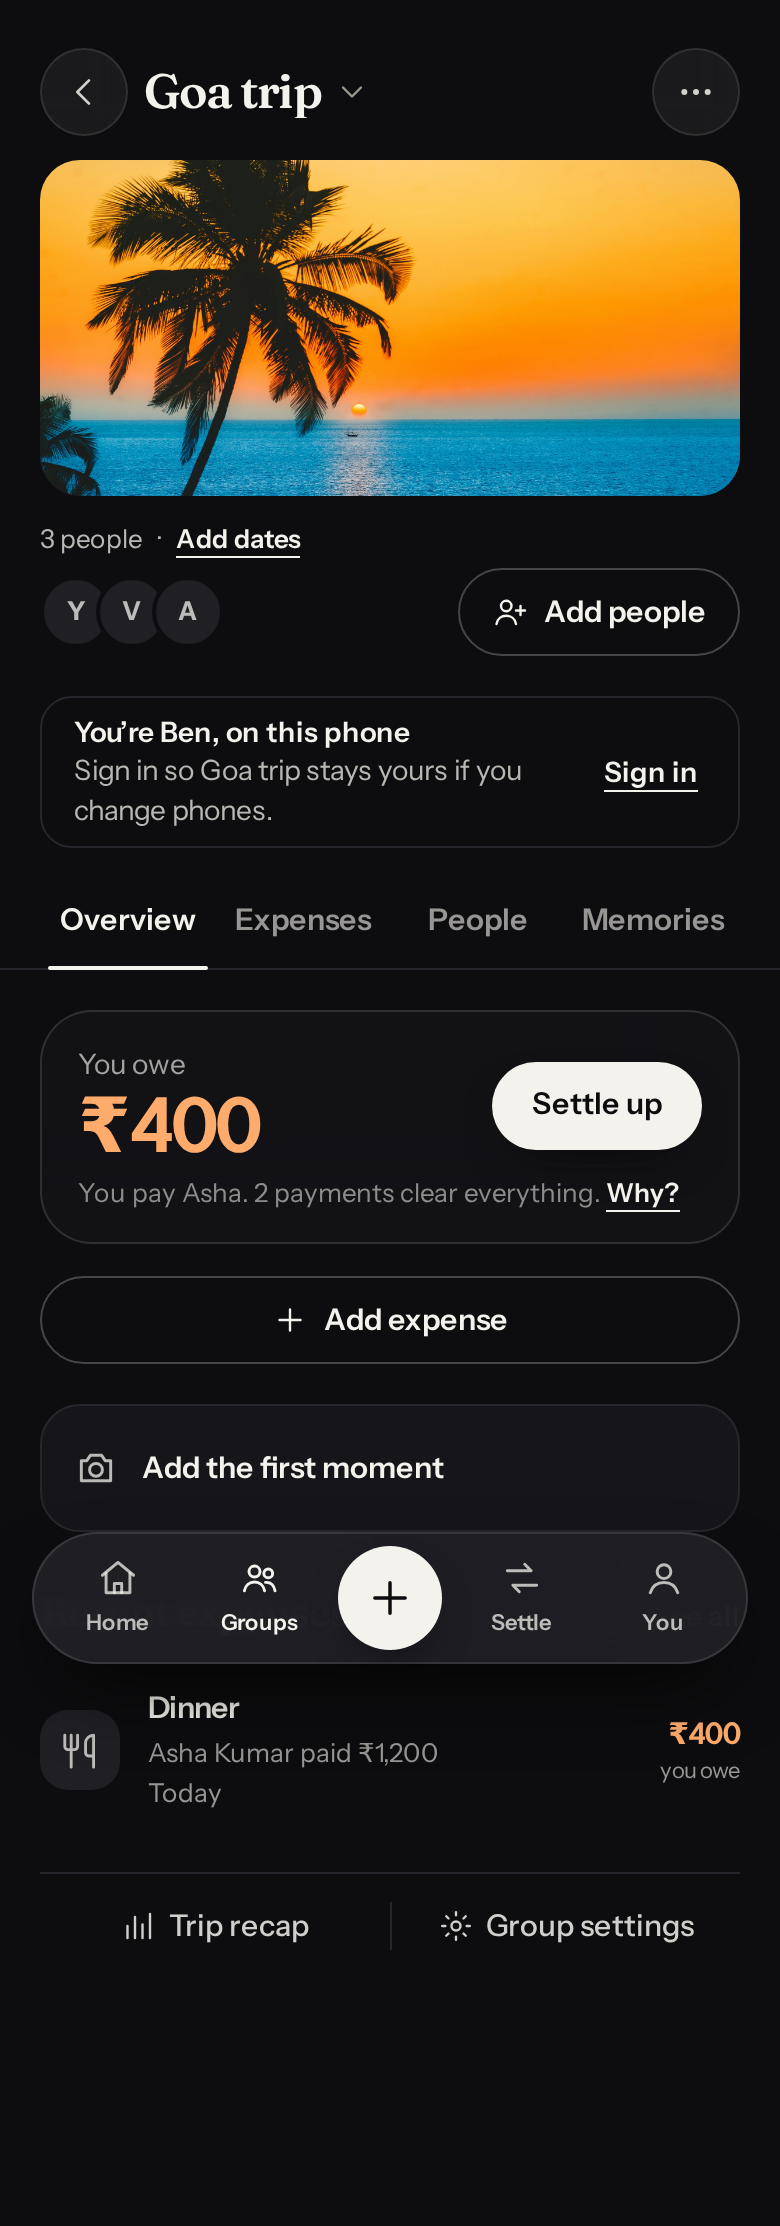 Goa trip
3 people · Add dates
Y V A
Add people
You’re Ben, on this phone
Sign in so Goa trip stays yours if you
change phones.
Sign in
Overview Expenses People Memories
You owe
₹400
Settle up
You pay Asha. 2 payments clear everything. Why?
Add expense
Add the first moment
Home Groups Settle You
Dinner
Asha Kumar paid ₹1,200
Today
₹400
you owe
Trip recap
Group settings